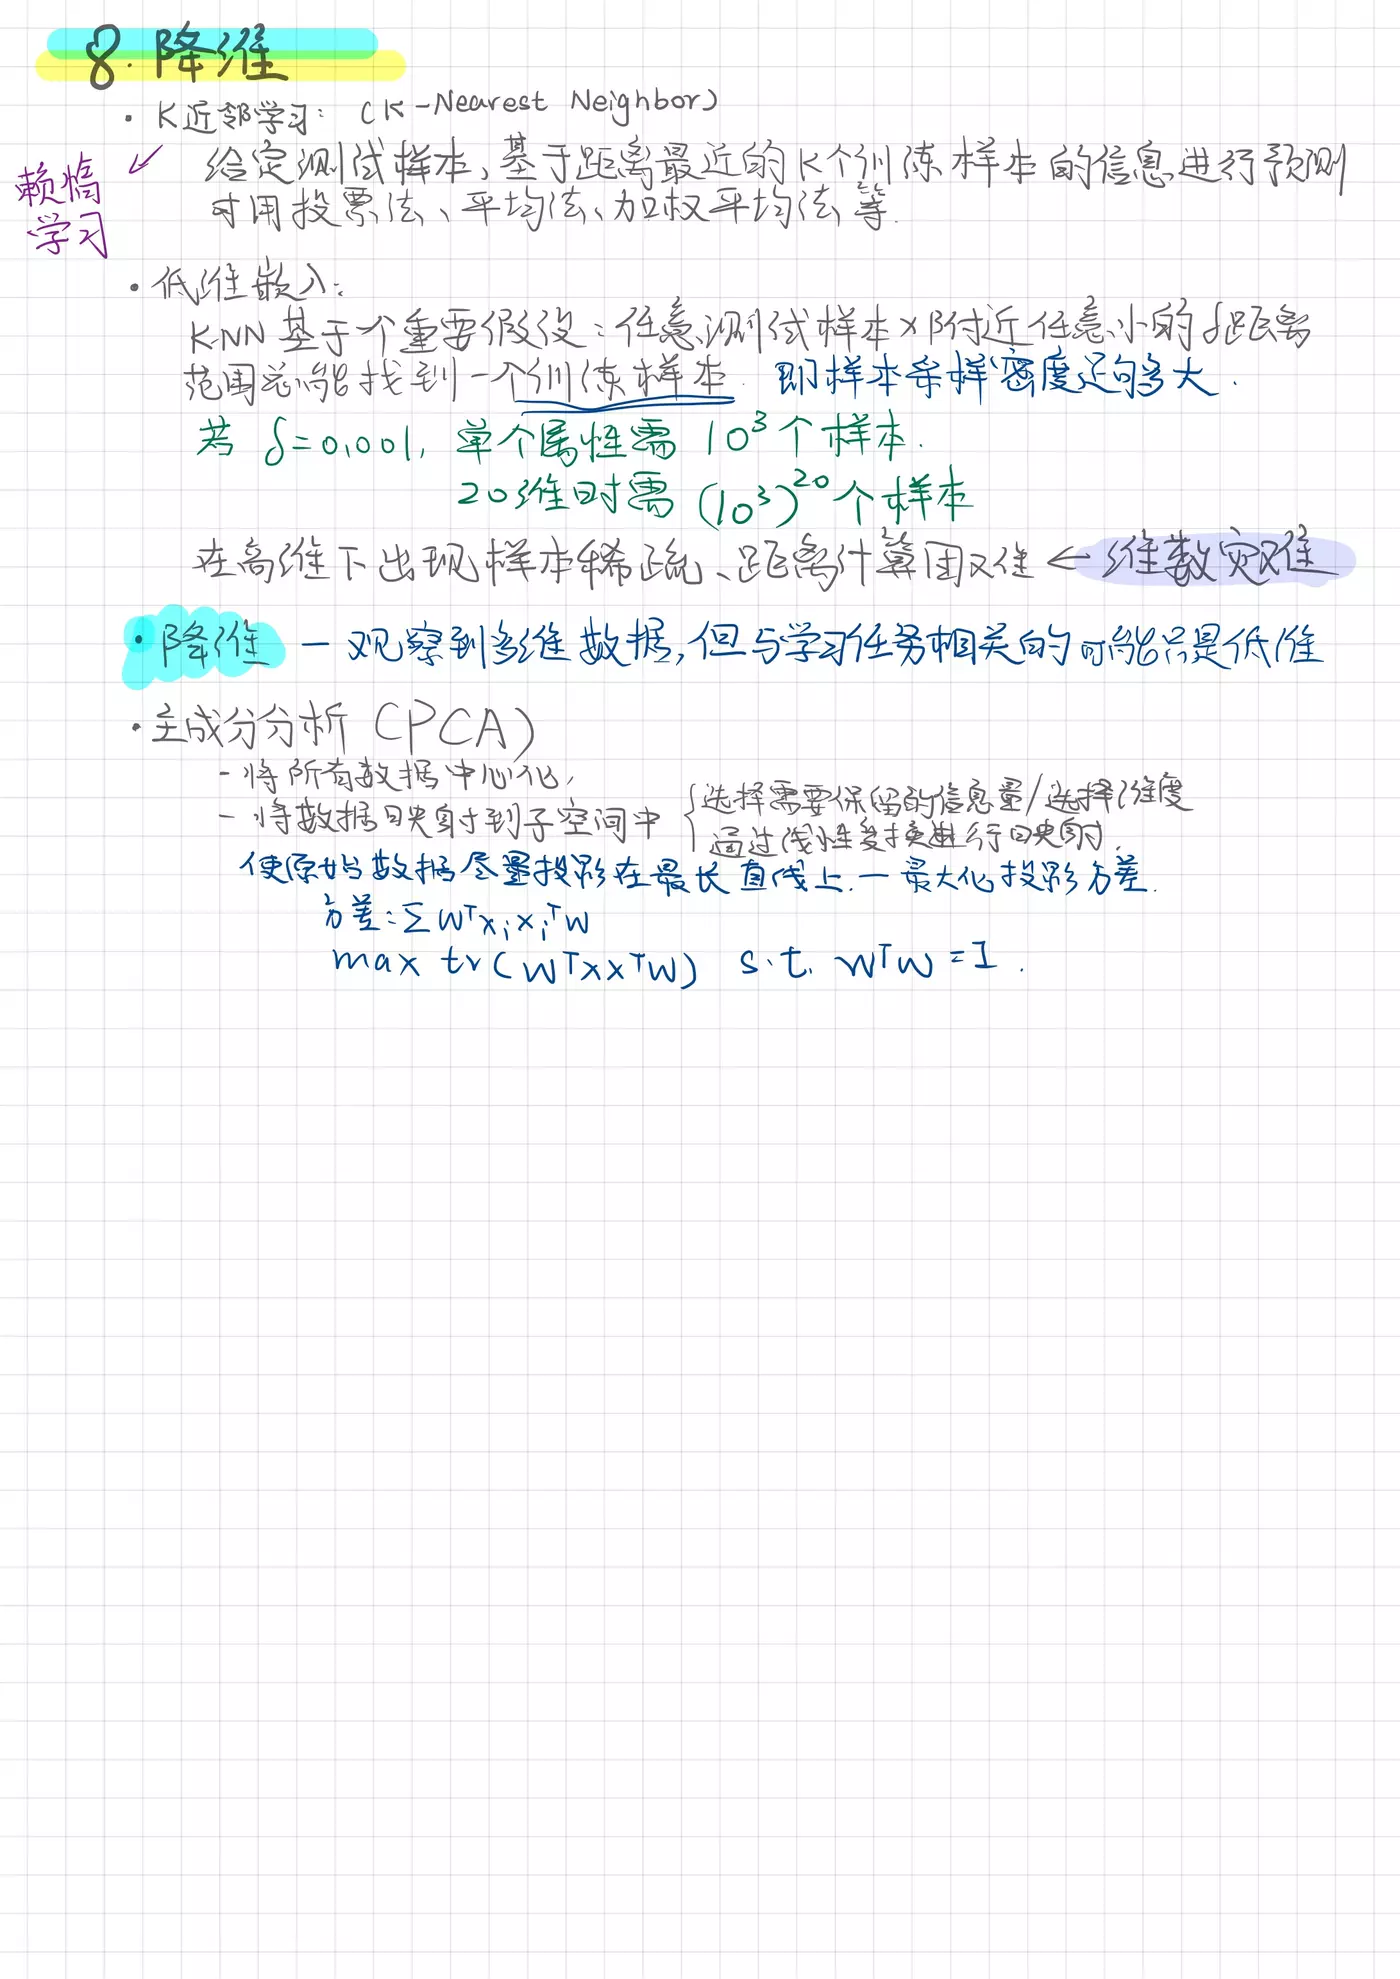 8. 降维
· K近邻学习: (K-Nearest Neighbor)
懒惰学习 ↙ 给定测试样本, 基于距离最近的K个训练样本的信息进行预测
可用投票法、平均法、加权平均法等.
· 低维嵌入:
KNN基于个重要假设: 任意测试样本x附近任意小的δ距离
范围总能找到一个训练样本. 即样本采样密度足够多大.
若 δ=0.001, 单个属性需 10³个样本.
20维时需 (10³)²⁰个样本
在高维下出现样本稀疏、距离计算困难 ← 维数灾难
· 降维 — 观察到多维数据, 但与学习任务相关的可能只是低维
· 主成分分析 (PCA)
- 将所有数据中心化,
- 将数据映射到子空间中 { 选择需要保留的信息量/选择维度
通过线性变换进行映射.
使原始数据尽量投影在最长直线上. — 最大化投影方差.
方差: Σ Wᵀxᵢxᵢᵀw
max tr(WᵀxxᵀW) s.t. WᵀW = I.